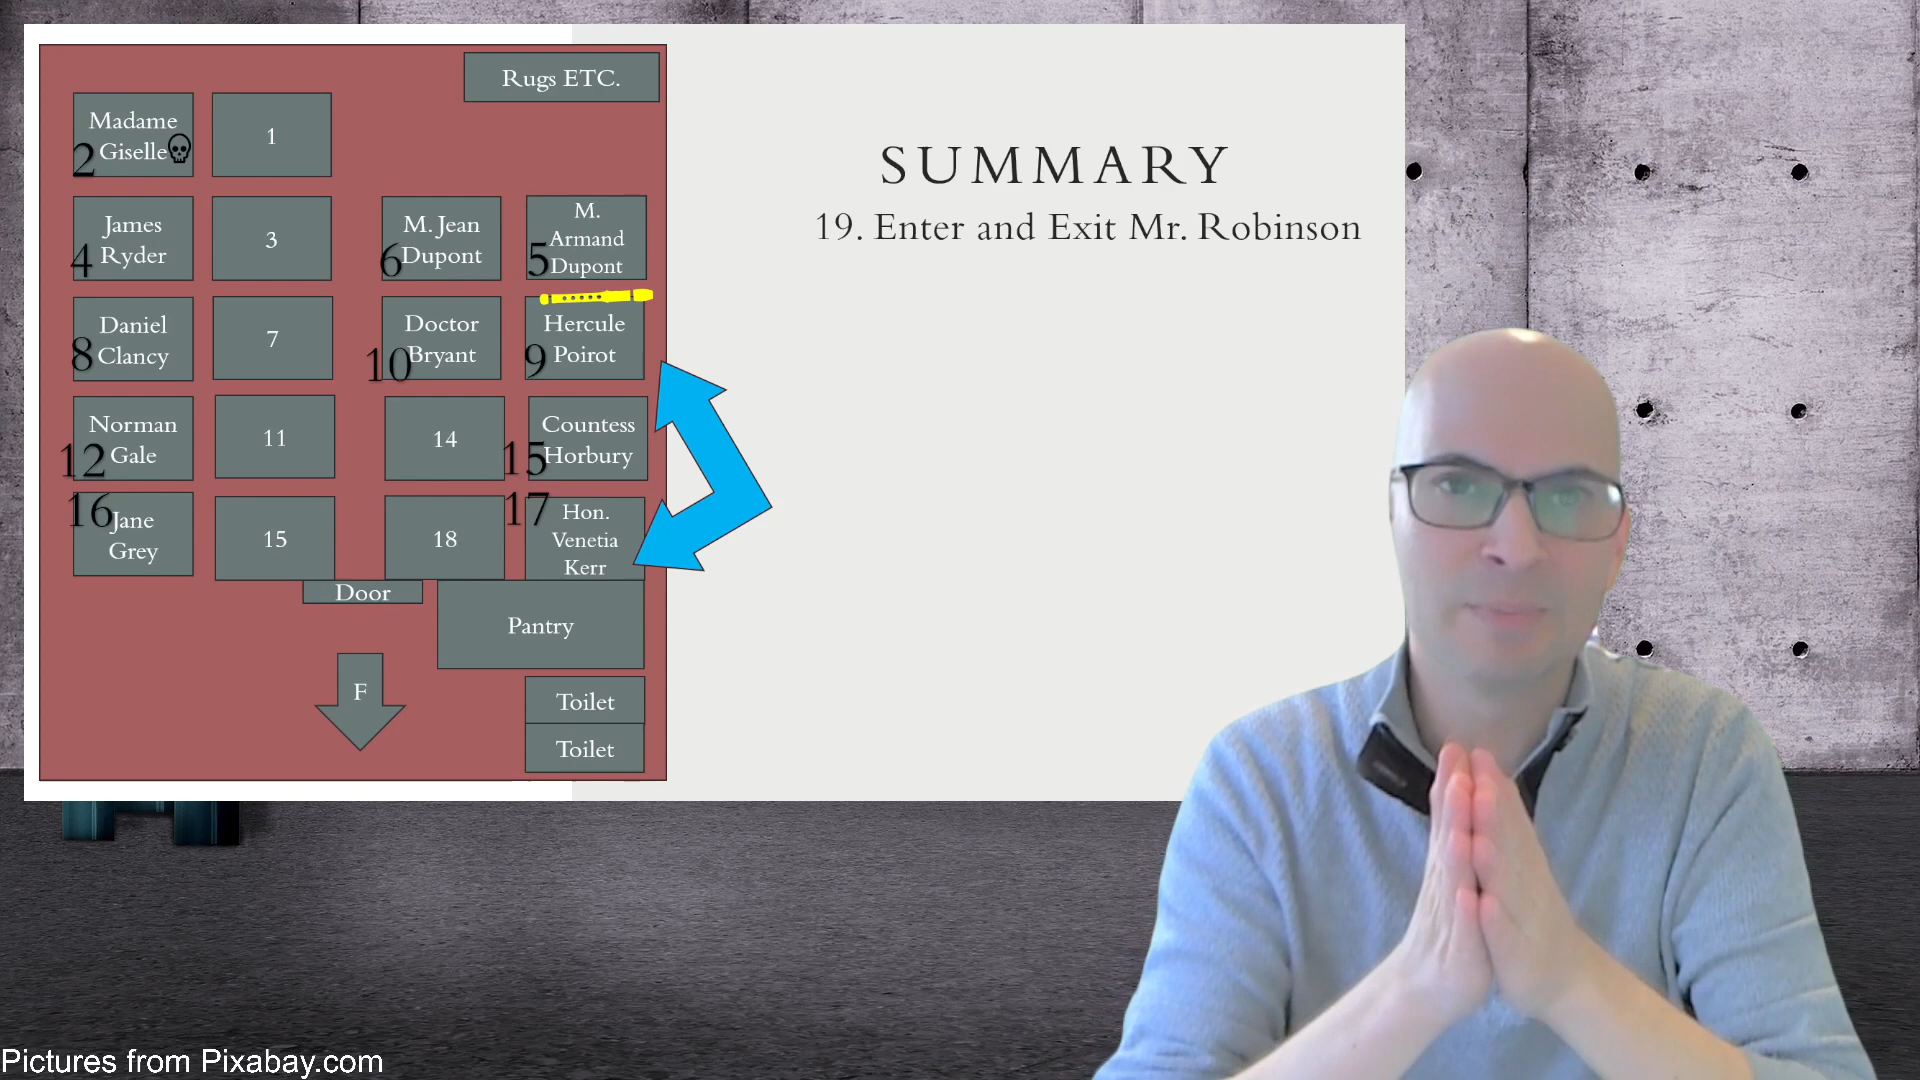 Rugs ETC.
Madame
Giselle
2
1
James
Ryder
4
3
M. Jean
Dupont
6
M.
Armand
Dupont
5
Daniel
Clancy
8
7
Doctor
Bryant
10
Hercule
Poirot
9
Norman
Gale
12
11
14
Countess
Horbury
15
16
Jane
Grey
15
18
17
Hon.
Venetia
Kerr
Door
Pantry
F
Toilet
Toilet
SUMMARY
19. Enter and Exit Mr. Robinson
Pictures from Pixabay.com